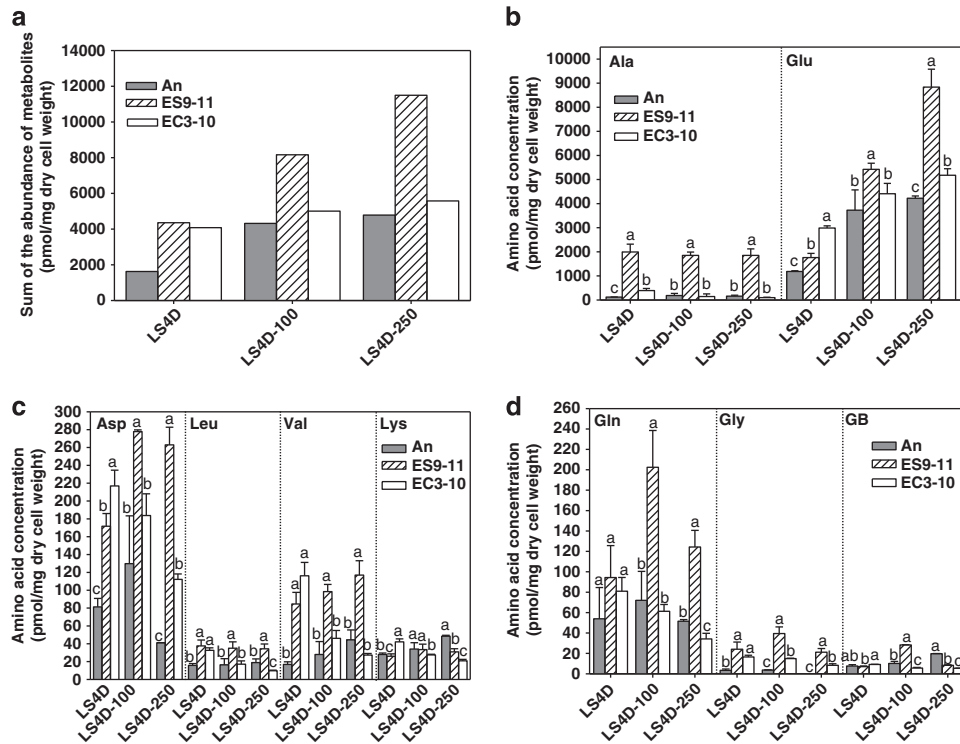 a
Sum of the abundance of metabolites
(pmol/mg dry cell weight)
14000
12000
10000
8000
6000
4000
2000
0
An
ES9-11
EC3-10
LS4D
LS4D-100
LS4D-250
b
Amino acid concentration
(pmol/mg dry cell weight)
10000
9000
8000
7000
6000
5000
4000
3000
2000
1000
0
Ala
Glu
An
ES9-11
EC3-10
c a b
b a b
b a b
c b a
b a b
c a b
LS4D
LS4D-100
LS4D-250
LS4D
LS4D-100
LS4D-250
c
Amino acid concentration
(pmol/mg dry cell weight)
300
280
260
240
220
200
180
160
140
120
100
80
60
40
20
0
Asp
Leu
Val
Lys
An
ES9-11
EC3-10
c a a
b a b
c a b
b a a
b a b
b a c
b a a
b a b
b a b
b b a
a a b
a b c
LS4D
LS4D-100
LS4D-250
LS4D
LS4D-100
LS4D-250
LS4D
LS4D-100
LS4D-250
LS4D
LS4D-100
LS4D-250
d
Amino acid concentration
(pmol/mg dry cell weight)
260
240
220
200
180
160
140
120
100
80
60
40
20
0
Gln
Gly
GB
An
ES9-11
EC3-10
a a a
b a b
b a c
b a a
c a b
c a b
ab b a
b a c
a b c
LS4D
LS4D-100
LS4D-250
LS4D
LS4D-100
LS4D-250
LS4D
LS4D-100
LS4D-250